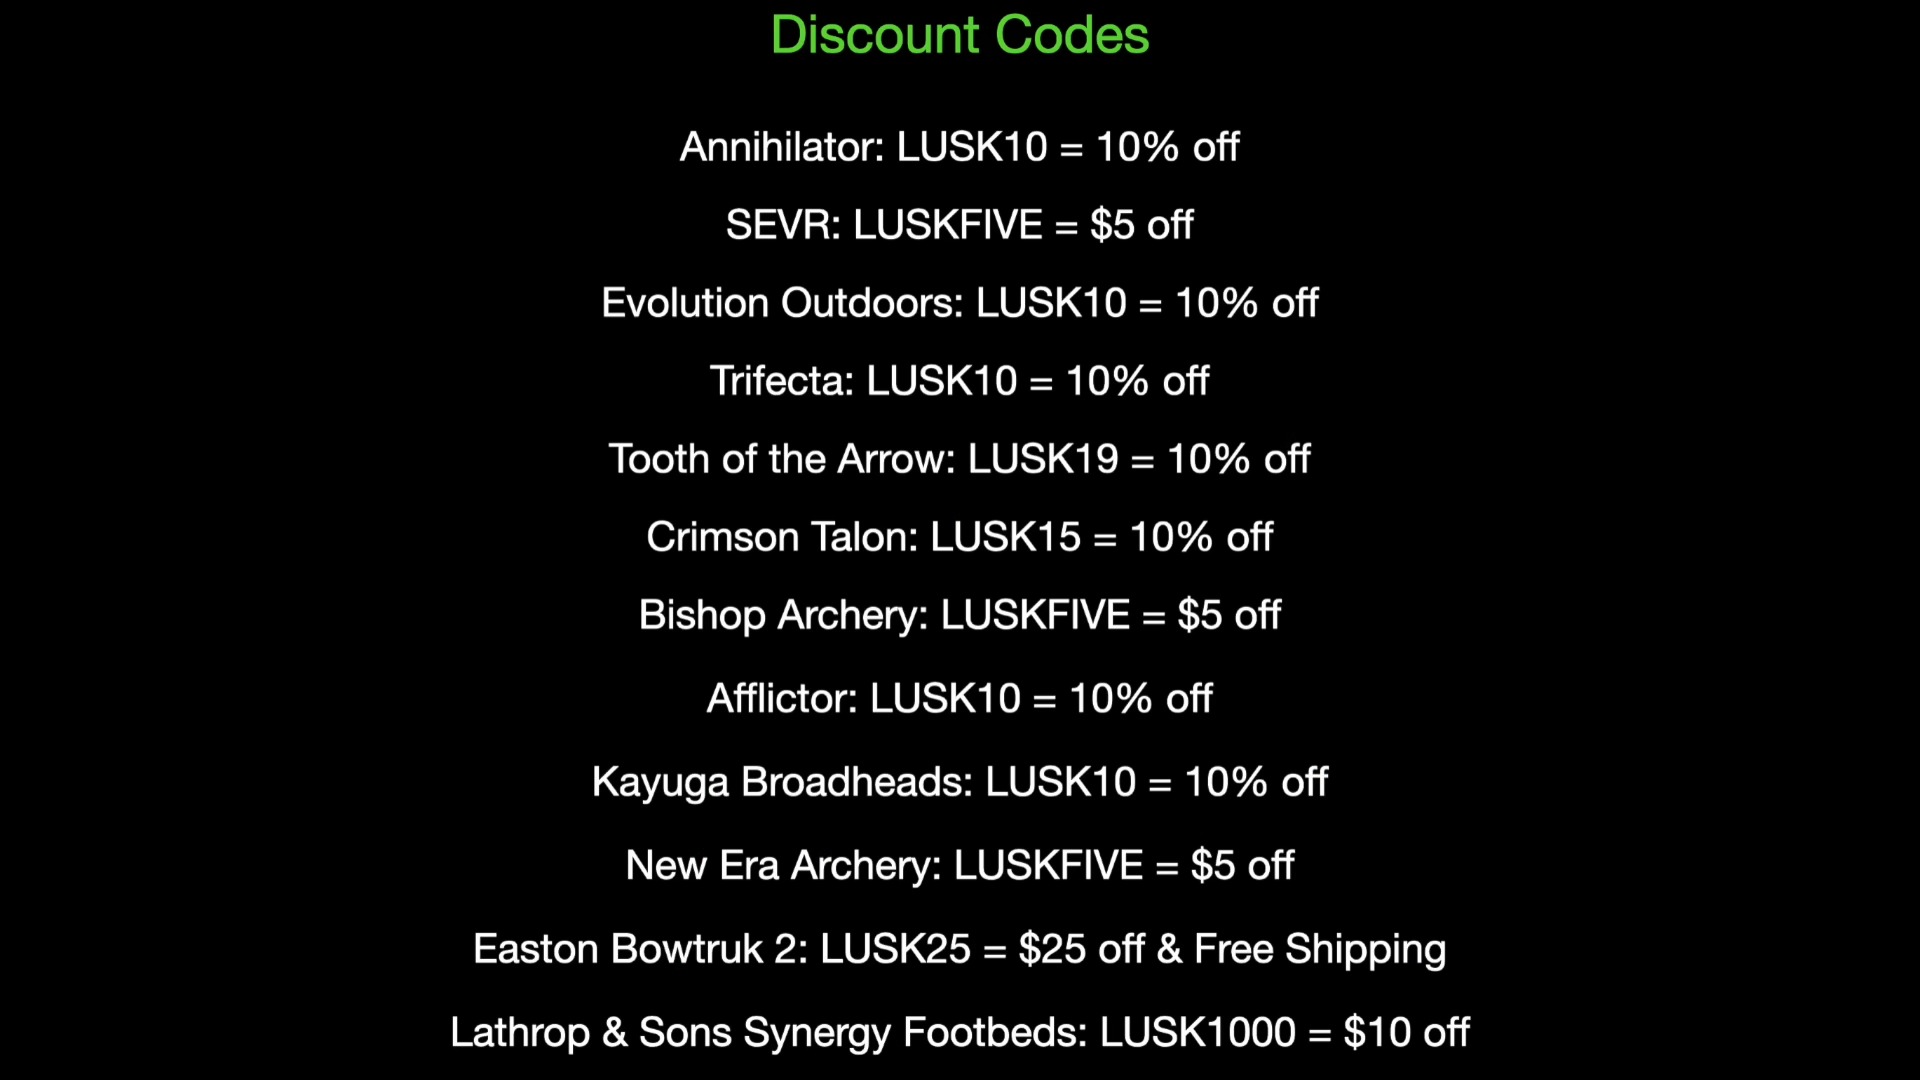 Discount Codes
Annihilator: LUSK10 = 10% off
SEVR: LUSKFIVE = $5 off
Evolution Outdoors: LUSK10 = 10% off
Trifecta: LUSK10 = 10% off
Tooth of the Arrow: LUSK19 = 10% off
Crimson Talon: LUSK15 = 10% off
Bishop Archery: LUSKFIVE = $5 off
Afflictor: LUSK10 = 10% off
Kayuga Broadheads: LUSK10 = 10% off
New Era Archery: LUSKFIVE = $5 off
Easton Bowtruk 2: LUSK25 = $25 off & Free Shipping
Lathrop & Sons Synergy Footbeds: LUSK1000 = $10 off